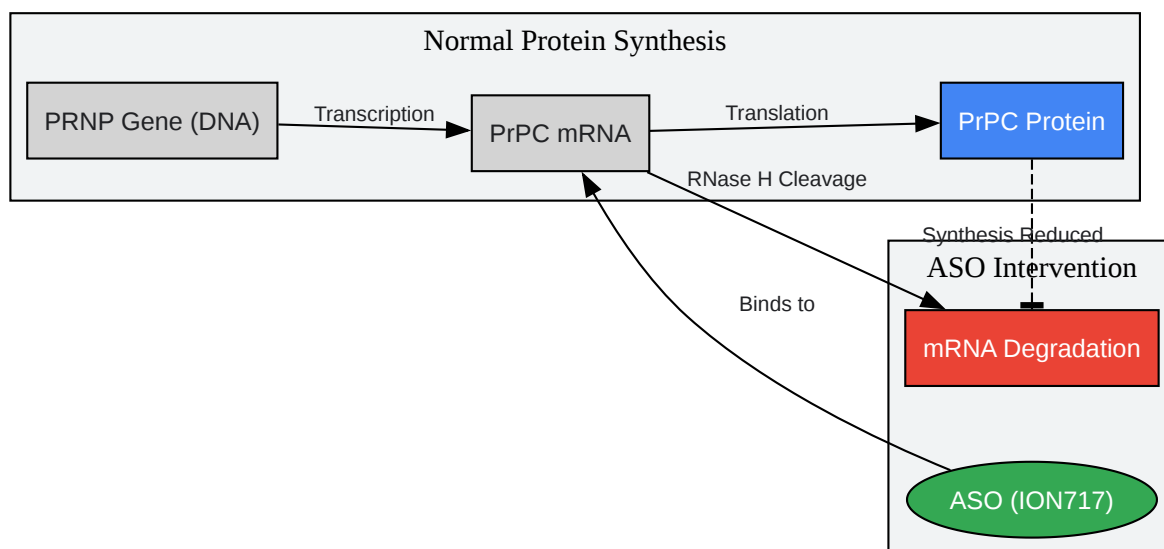 Normal Protein Synthesis
PRNP Gene (DNA)
Transcription
PrPC mRNA
Translation
PrPC Protein
RNase H Cleavage
Synthesis Reduced
ASO Intervention
Binds to
mRNA Degradation
ASO (ION717)